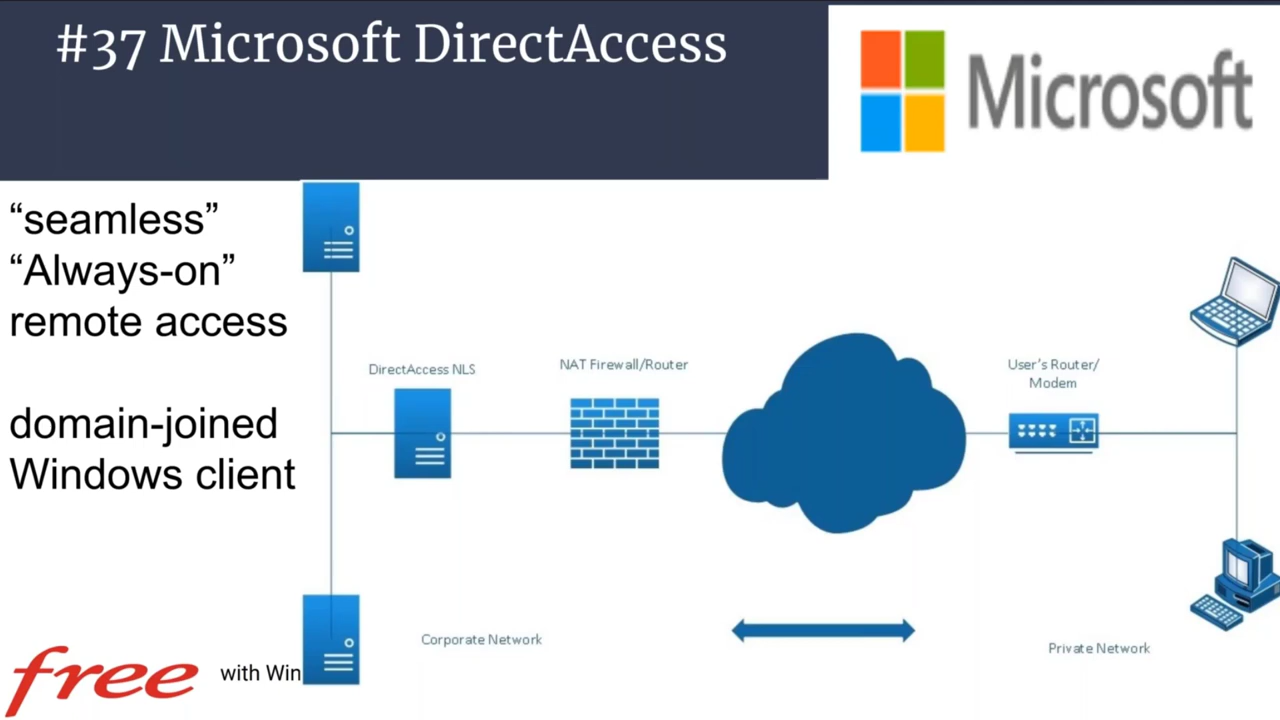 #37 Microsoft DirectAccess
Microsoft
“seamless”
“Always-on”
remote access
domain-joined
Windows client
DirectAccess NLS
NAT Firewall/Router
User's Router/
Modem
Corporate Network
Private Network
free
with Win